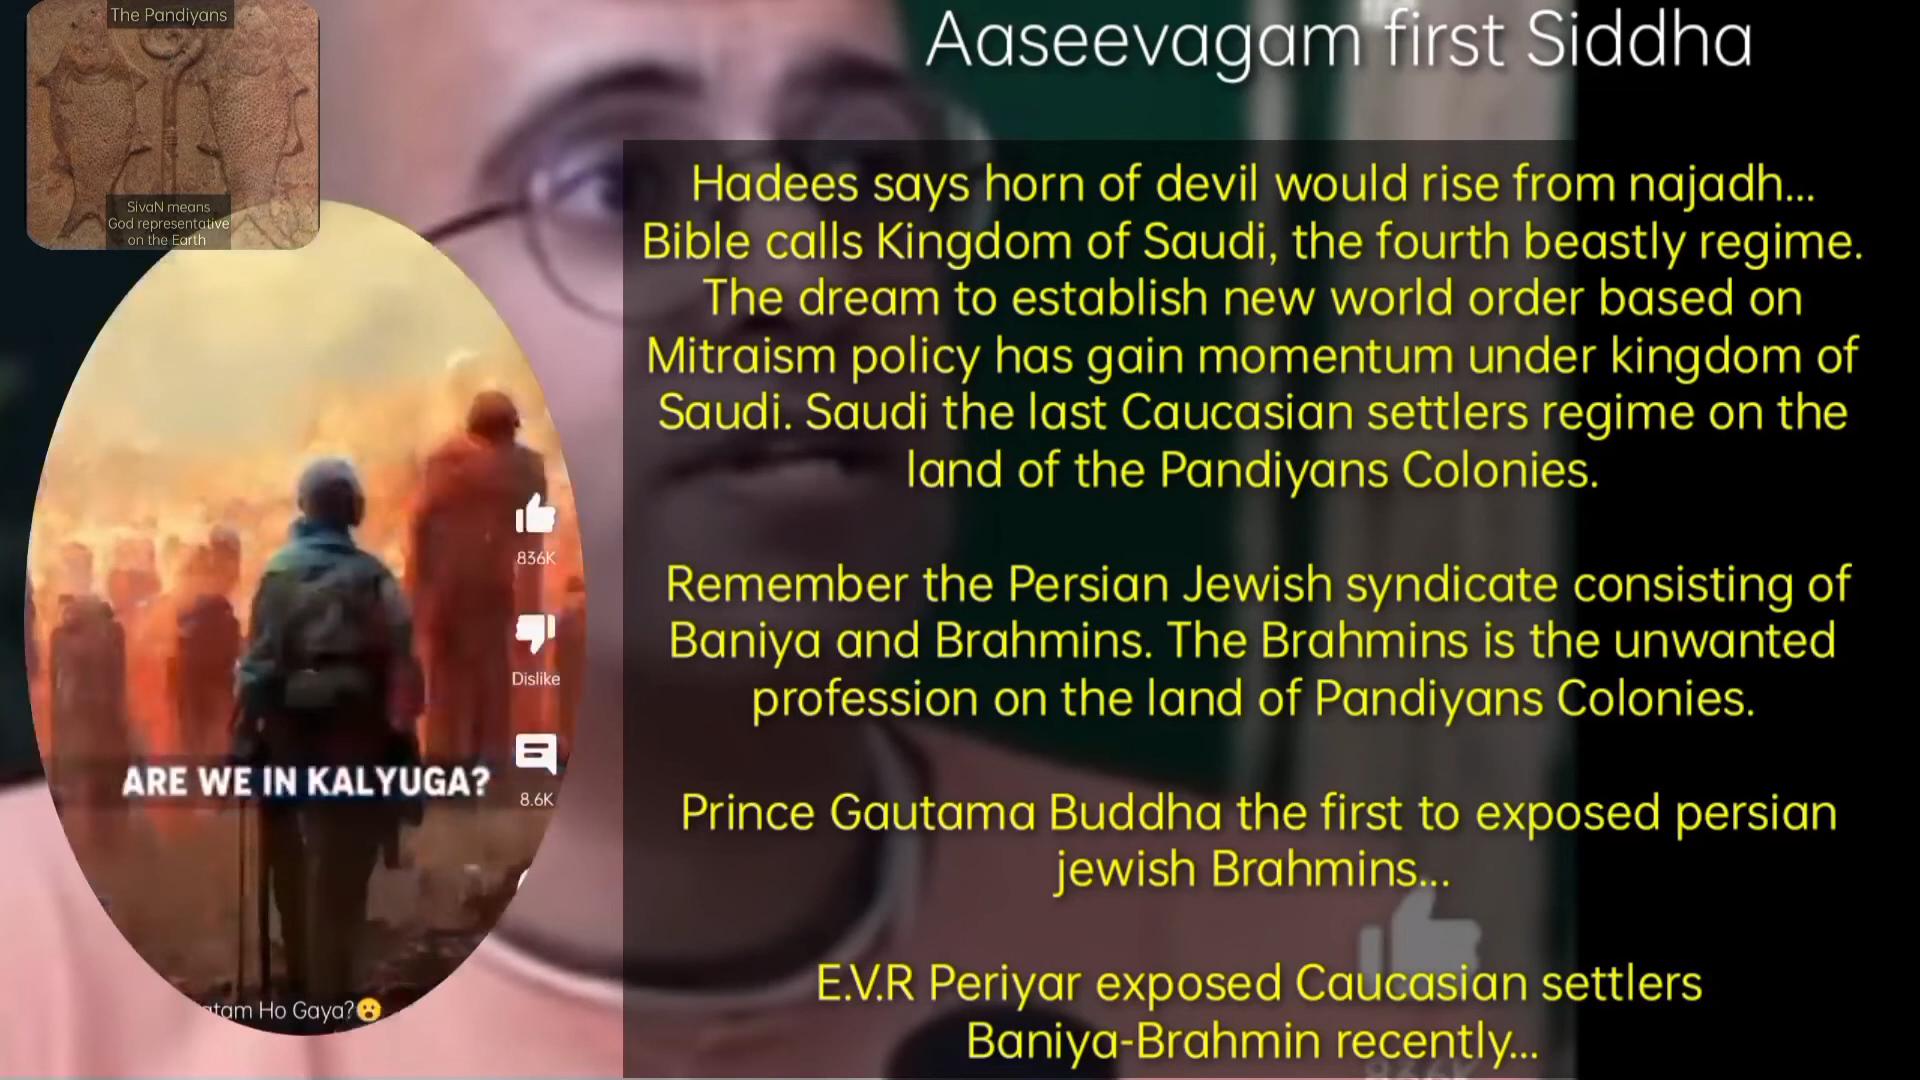 The Pandiyans
SivaN means
God representative
on the Earth
Aaseevagam first Siddha
Hadees says horn of devil would rise from najadh...
Bible calls Kingdom of Saudi, the fourth beastly regime.
The dream to establish new world order based on
Mitraism policy has gain momentum under kingdom of
Saudi. Saudi the last Caucasian settlers regime on the
land of the Pandiyans Colonies.
Remember the Persian Jewish syndicate consisting of
Baniya and Brahmins. The Brahmins is the unwanted
profession on the land of Pandiyans Colonies.
Prince Gautama Buddha the first to exposed persian
jewish Brahmins...
E.V.R Periyar exposed Caucasian settlers
Baniya-Brahmin recently...
836K
Dislike
8.6K
ARE WE IN KALYUGA?
Ho Gaya?😮
836K